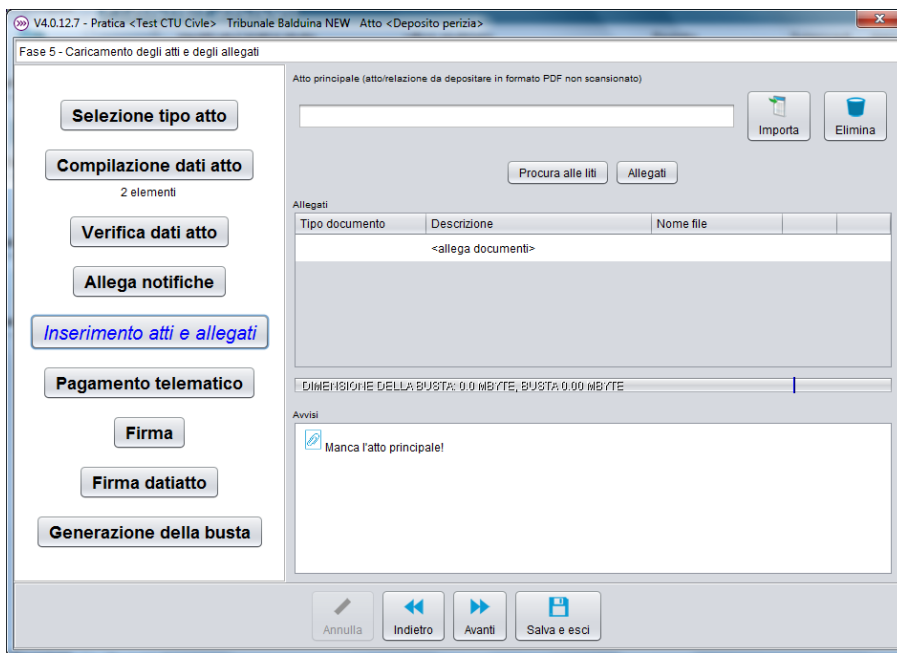 V4.0.12.7 - Pratica <Test CTU Civle> Tribunale Balduina NEW Atto <Deposito perizia>
Fase 5 - Caricamento degli atti e degli allegati
Selezione tipo atto
Compilazione dati atto
2 elementi
Verifica dati atto
Allega notifiche
Inserimento atti e allegati
Pagamento telematico
Firma
Firma datiatto
Generazione della busta
Atto principale (atto/relazione da depositare in formato PDF non scansionato)
Importa
Elimina
Procura alle liti
Allegati
Allegati
Tipo documento Descrizione Nome file
<allega documenti>
DIMENSIONE DELLA BUSTA: 0.0 MBYTE, BUSTA 0.00 MBYTE
Avvisi
Manca l'atto principale!
Annulla
Indietro
Avanti
Salva e esci